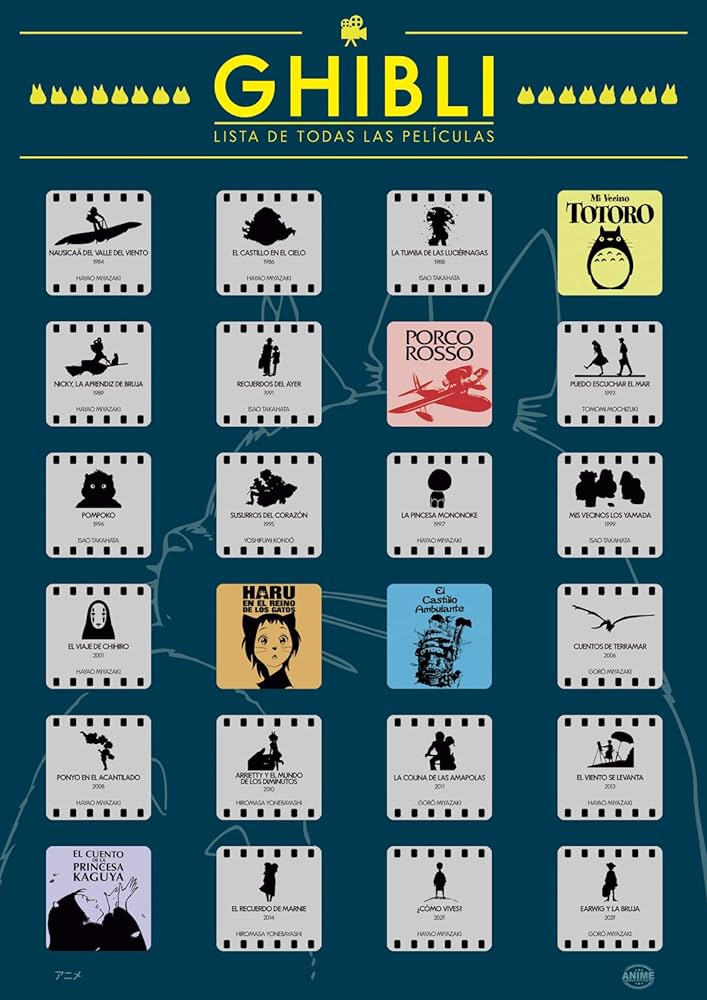 GHIBLI
LISTA DE TODAS LAS PELÍCULAS
NAUSICAÄ DEL VALLE DEL VIENTO
1984
HAYAO MIYAZAKI
EL CASTILLO EN EL CIELO
1986
HAYAO MIYAZAKI
LA TUMBA DE LAS LUCIÉRNAGAS
1988
ISAO TAKAHATA
Mi Vecino
TOTORO
NICKY, LA APRENDIZ DE BRUJA
1989
HAYAO MIYAZAKI
RECUERDOS DEL AYER
1991
ISAO TAKAHATA
PORCO
ROSSO
PUEDO ESCUCHAR EL MAR
1993
TOMOMI MOCHIZUKI
POMPOKO
1994
ISAO TAKAHATA
SUSURROS DEL CORAZÓN
1995
YOSHIFUMI KONDÔ
LA PINCESA MONONOKE
1997
HAYAO MIYAZAKI
MIS VECINOS LOS YAMADA
1999
ISAO TAKAHATA
EL VIAJE DE CHIHIRO
2001
HAYAO MIYAZAKI
HARU
EN EL REINO
DE LOS GATOS
El
Castillo
Ambulante
CUENTOS DE TERRAMAR
2006
GORÔ MIYAZAKI
PONYO EN EL ACANTILADO
2008
HAYAO MIYAZAKI
ARRIETTY Y EL MUNDO
DE LOS DIMINUTOS
2010
HIROMASA YONEBAYASHI
LA COLINA DE LAS AMAPOLAS
2011
GORÔ MIYAZAKI
EL VIENTO SE LEVANTA
2013
HAYAO MIYAZAKI
EL CUENTO
DE LA
PRINCESA
KAGUYA
EL RECUERDO DE MARNIE
2014
HIROMASA YONEBAYASHI
¿CÓMO VIVES?
202?
HAYAO MIYAZAKI
EARWIG Y LA BRUJA
202?
GORÔ MIYAZAKI
アニメ
ANIME